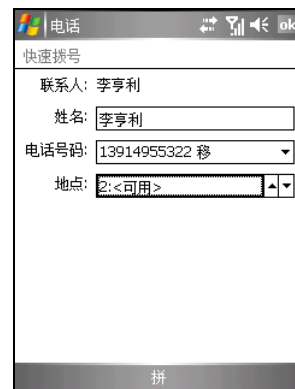 电话 ok
快速拨号
联系人: 李亨利
姓名: 李亨利
电话号码: 13914955322 移
地点: 2:<可用>
拼